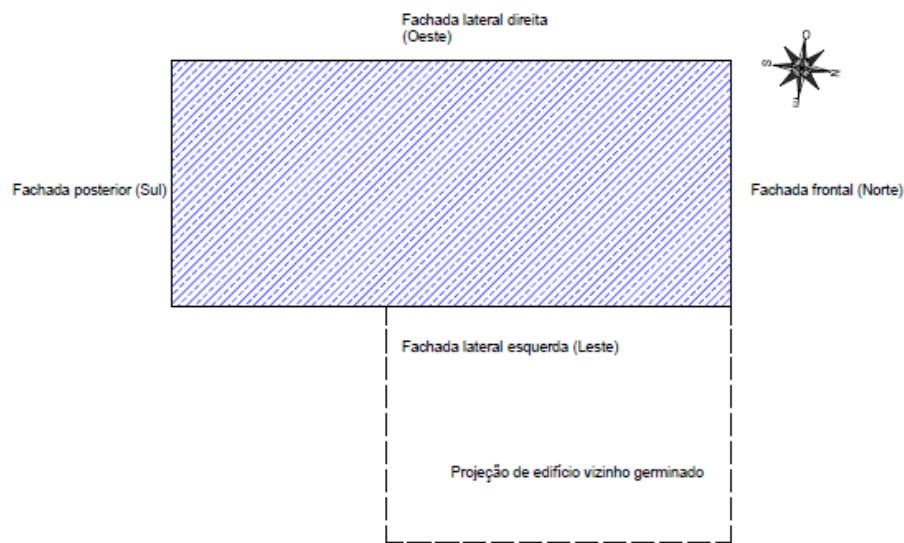 Fachada lateral direita
(Oeste)
O
S
N
E
Fachada posterior (Sul)
Fachada frontal (Norte)
Fachada lateral esquerda (Leste)
Projeção de edifício vizinho germinado